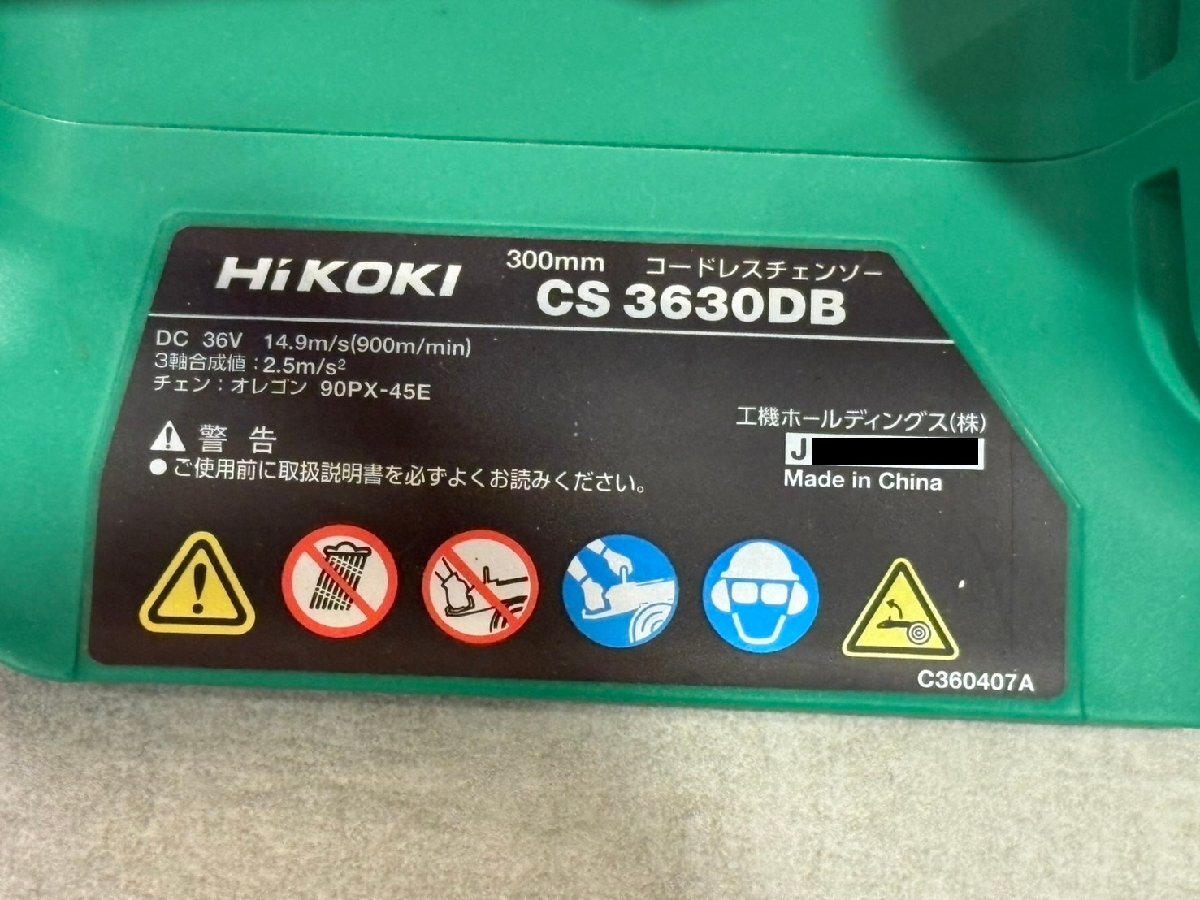 HiKOKI
300mm コードレスチェンソー
CS 3630DB
DC 36V 14.9m/s(900m/min)
3軸合成値:2.5m/s²
チェン:オレゴン 90PX-45E
警告
● ご使用前に取扱説明書を必ずよくお読みください。
工機ホールディングス(株)
J
Made in China
C360407A